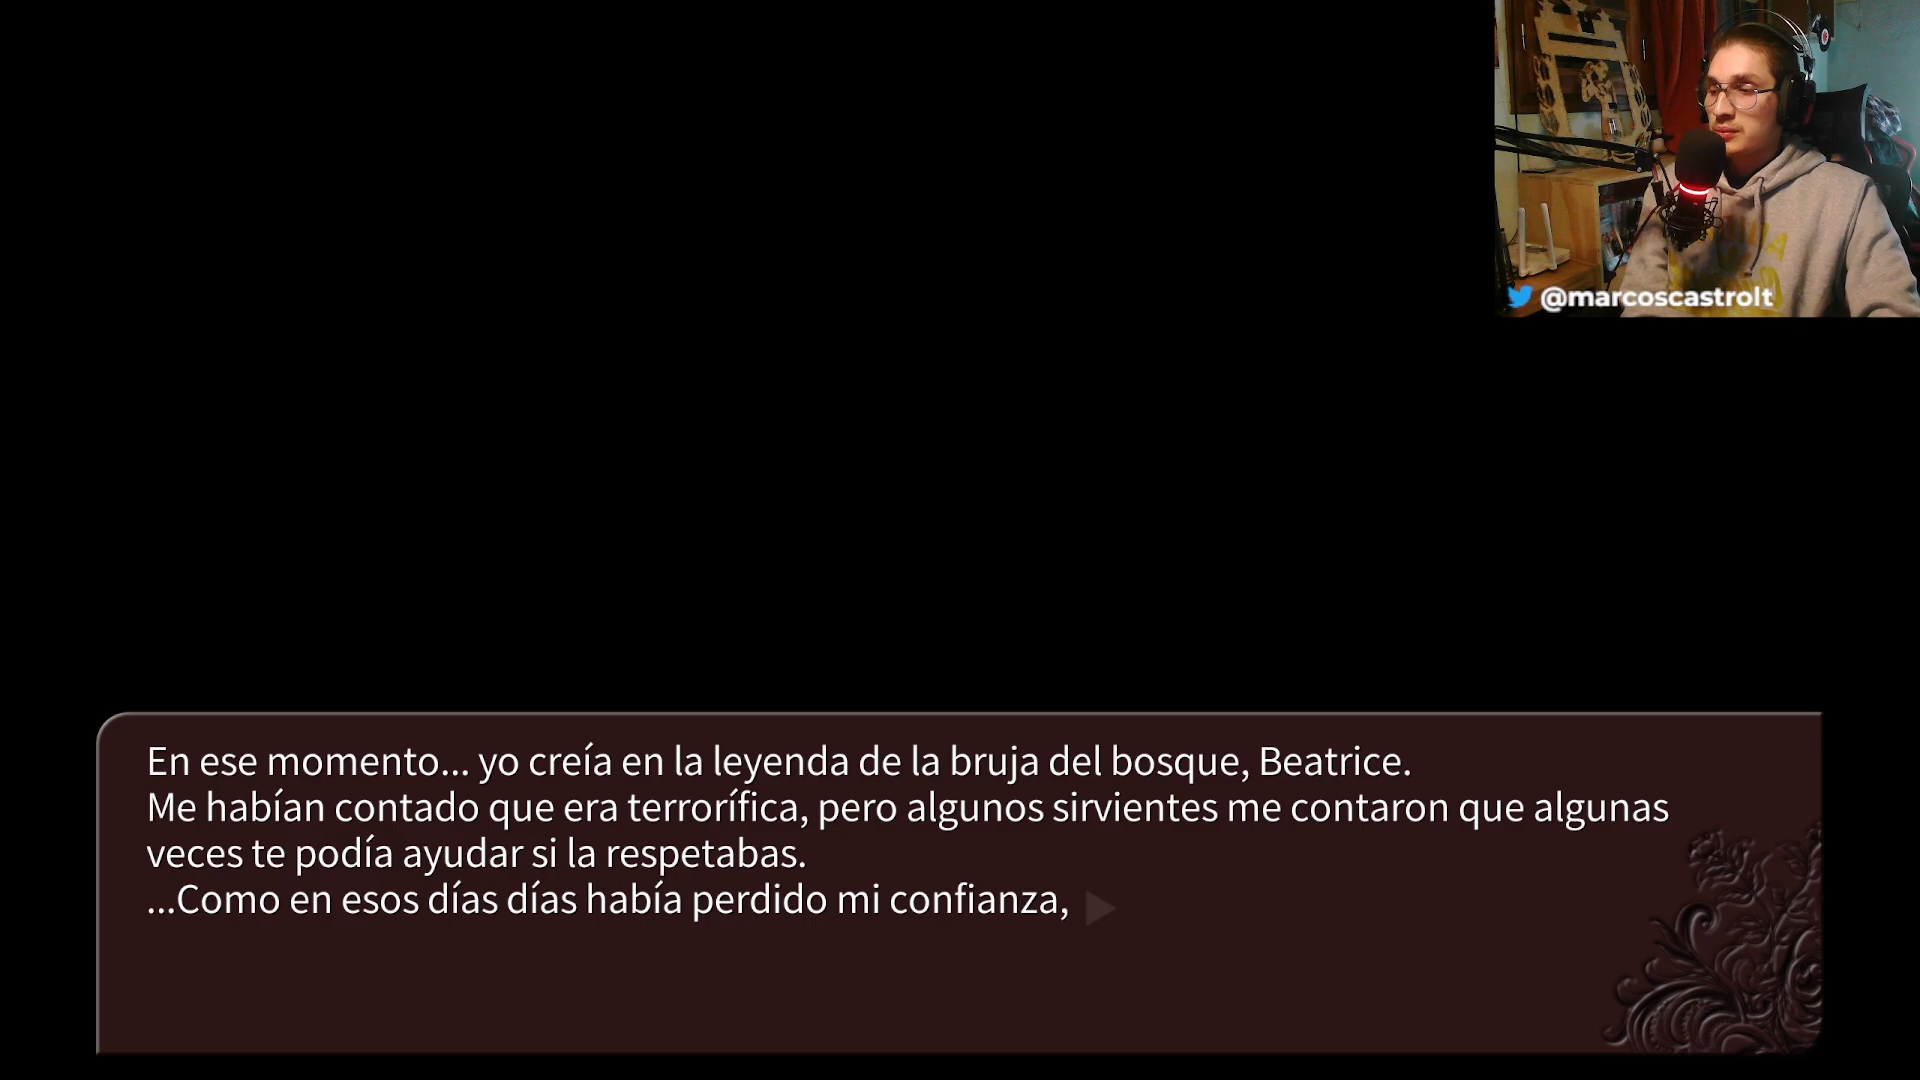 @marcoscastrolt
En ese momento... yo creía en la leyenda de la bruja del bosque, Beatrice.
Me habían contado que era terrorífica, pero algunos sirvientes me contaron que algunas
veces te podía ayudar si la respetabas.
...Como en esos días días había perdido mi confianza,